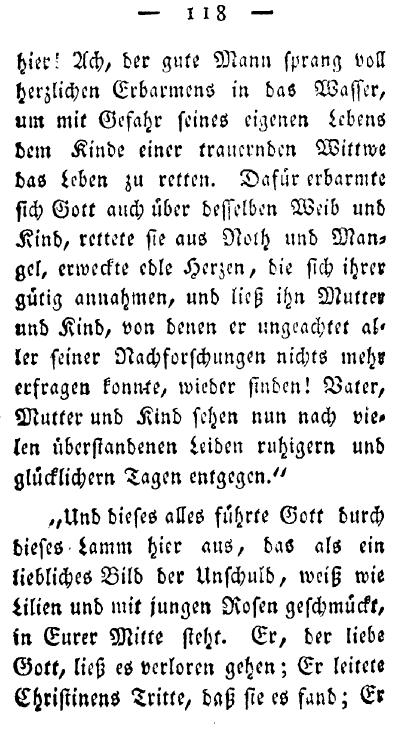 — 118 —
hier! Ach, der gute Mann sprang voll
herzlichen Erbarmens in das Wasser,
um mit Gefahr seines eigenen Lebens
dem Kinde einer trauernden Wittwe
das Leben zu retten. Dafür erbarmte
sich Gott auch über desselben Weib und
Kind, rettete sie aus Noth und Man-
gel, erweckte edle Herzen, die sich ihrer
gütig annahmen, und ließ ihn Mutter
und Kind, von denen er ungeachtet al-
ler seiner Nachforschungen nichts mehr
erfragen konnte, wieder finden! Vater,
Mutter und Kind sehen nun nach vie-
len überstandenen Leiden ruhigern und
glücklichern Tagen entgegen.“
„Und dieses alles führte Gott durch
dieses Lamm hier aus, das als ein
liebliches Bild der Unschuld, weiß wie
Lilien und mit jungen Rosen geschmückt,
in Eurer Mitte steht. Er, der liebe
Gott, ließ es verloren gehen; Er leitete
Christinens Tritte, daß sie es fand; Er